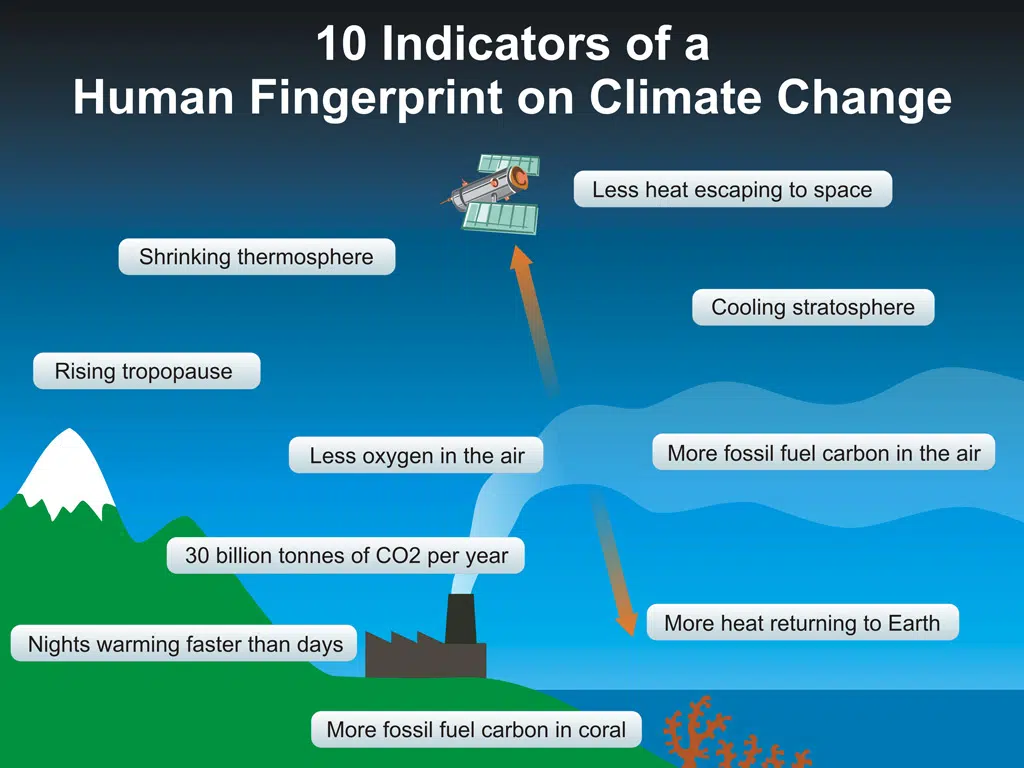 10 Indicators of a
Human Fingerprint on Climate Change
Less heat escaping to space
Shrinking thermosphere
Cooling stratosphere
Rising tropopause
Less oxygen in the air
More fossil fuel carbon in the air
30 billion tonnes of CO2 per year
More heat returning to Earth
Nights warming faster than days
More fossil fuel carbon in coral